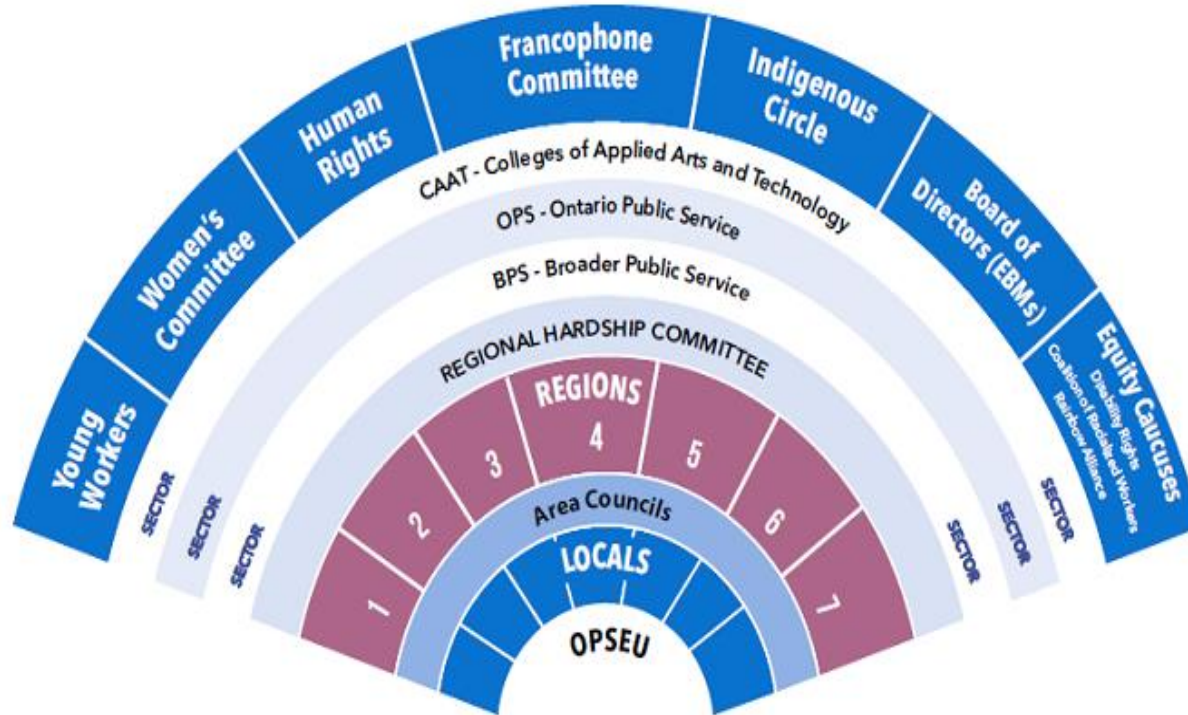 Young
Workers
Women's
Committee
Human
Rights
Francophone
Committee
Indigenous
Circle
Board of
Directors (EBMs)
Equity Caucuses
Disability Rights
Coalition of Racialized Workers
Rainbow Alliance
CAAT - Colleges of Applied Arts and Technology
SECTOR
SECTOR
OPS - Ontario Public Service
SECTOR
SECTOR
BPS - Broader Public Service
SECTOR
SECTOR
REGIONAL HARDSHIP COMMITTEE
REGIONS
1
2
3
4
5
6
7
Area Councils
LOCALS
OPSEU